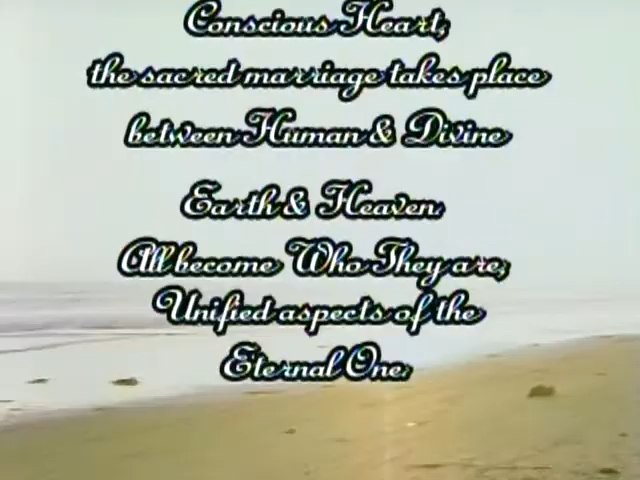 Conscious Heart,
the sacred marriage takes place
between Human & Divine
Earth & Heaven.
All become Who They are,
Unified aspects of the
Eternal One.